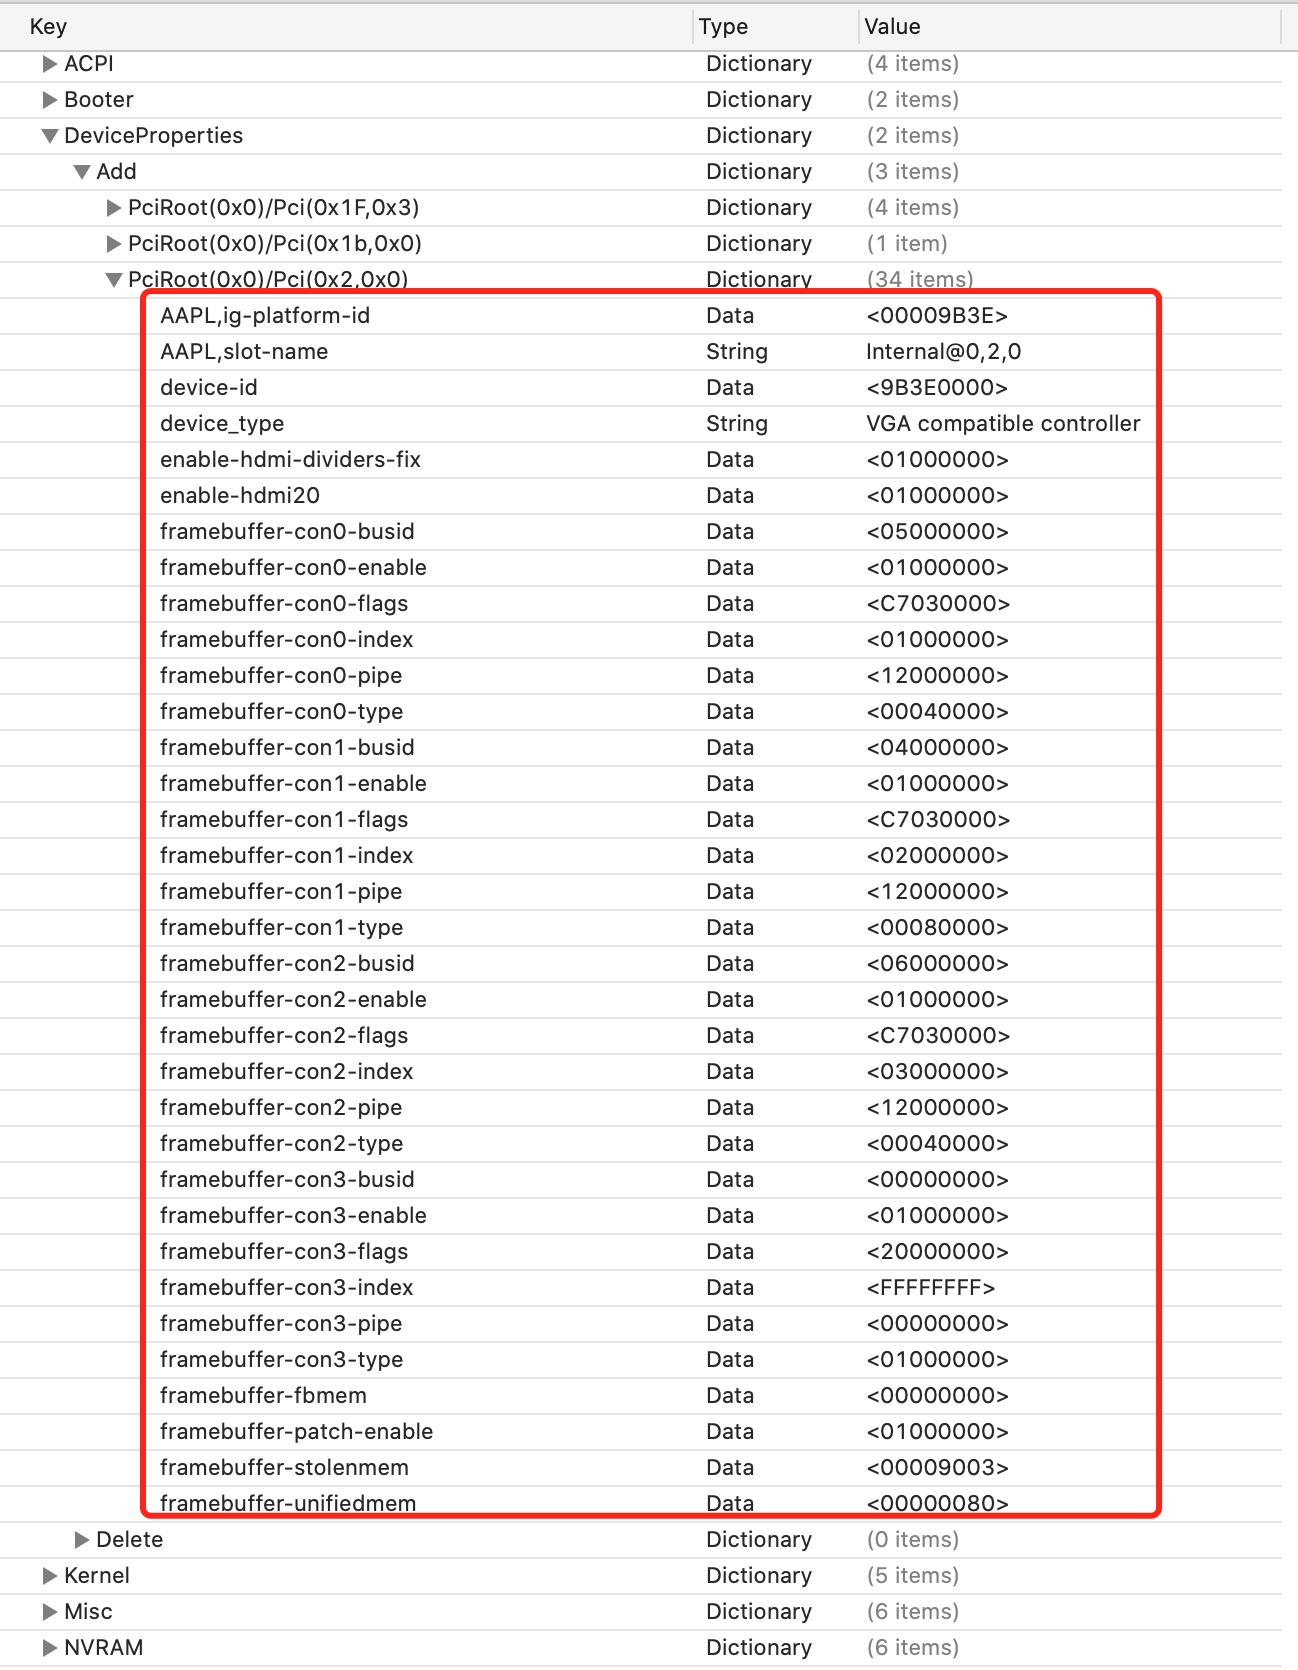 Key Type Value
ACPI Dictionary (4 items)
Booter Dictionary (2 items)
DeviceProperties Dictionary (2 items)
Add Dictionary (3 items)
PciRoot(0x0)/Pci(0x1F,0x3) Dictionary (4 items)
PciRoot(0x0)/Pci(0x1b,0x0) Dictionary (1 item)
PciRoot(0x0)/Pci(0x2,0x0) Dictionary (34 items)
AAPL,ig-platform-id Data <00009B3E>
AAPL,slot-name String Internal@0,2,0
device-id Data <9B3E0000>
device_type String VGA compatible controller
enable-hdmi-dividers-fix Data <01000000>
enable-hdmi20 Data <01000000>
framebuffer-con0-busid Data <05000000>
framebuffer-con0-enable Data <01000000>
framebuffer-con0-flags Data <C7030000>
framebuffer-con0-index Data <01000000>
framebuffer-con0-pipe Data <12000000>
framebuffer-con0-type Data <00040000>
framebuffer-con1-busid Data <04000000>
framebuffer-con1-enable Data <01000000>
framebuffer-con1-flags Data <C7030000>
framebuffer-con1-index Data <02000000>
framebuffer-con1-pipe Data <12000000>
framebuffer-con1-type Data <00080000>
framebuffer-con2-busid Data <06000000>
framebuffer-con2-enable Data <01000000>
framebuffer-con2-flags Data <C7030000>
framebuffer-con2-index Data <03000000>
framebuffer-con2-pipe Data <12000000>
framebuffer-con2-type Data <00040000>
framebuffer-con3-busid Data <00000000>
framebuffer-con3-enable Data <01000000>
framebuffer-con3-flags Data <20000000>
framebuffer-con3-index Data <FFFFFFFF>
framebuffer-con3-pipe Data <00000000>
framebuffer-con3-type Data <01000000>
framebuffer-fbmem Data <00000000>
framebuffer-patch-enable Data <01000000>
framebuffer-stolenmem Data <00009003>
framebuffer-unifiedmem Data <00000080>
Delete Dictionary (0 items)
Kernel Dictionary (5 items)
Misc Dictionary (6 items)
NVRAM Dictionary (6 items)